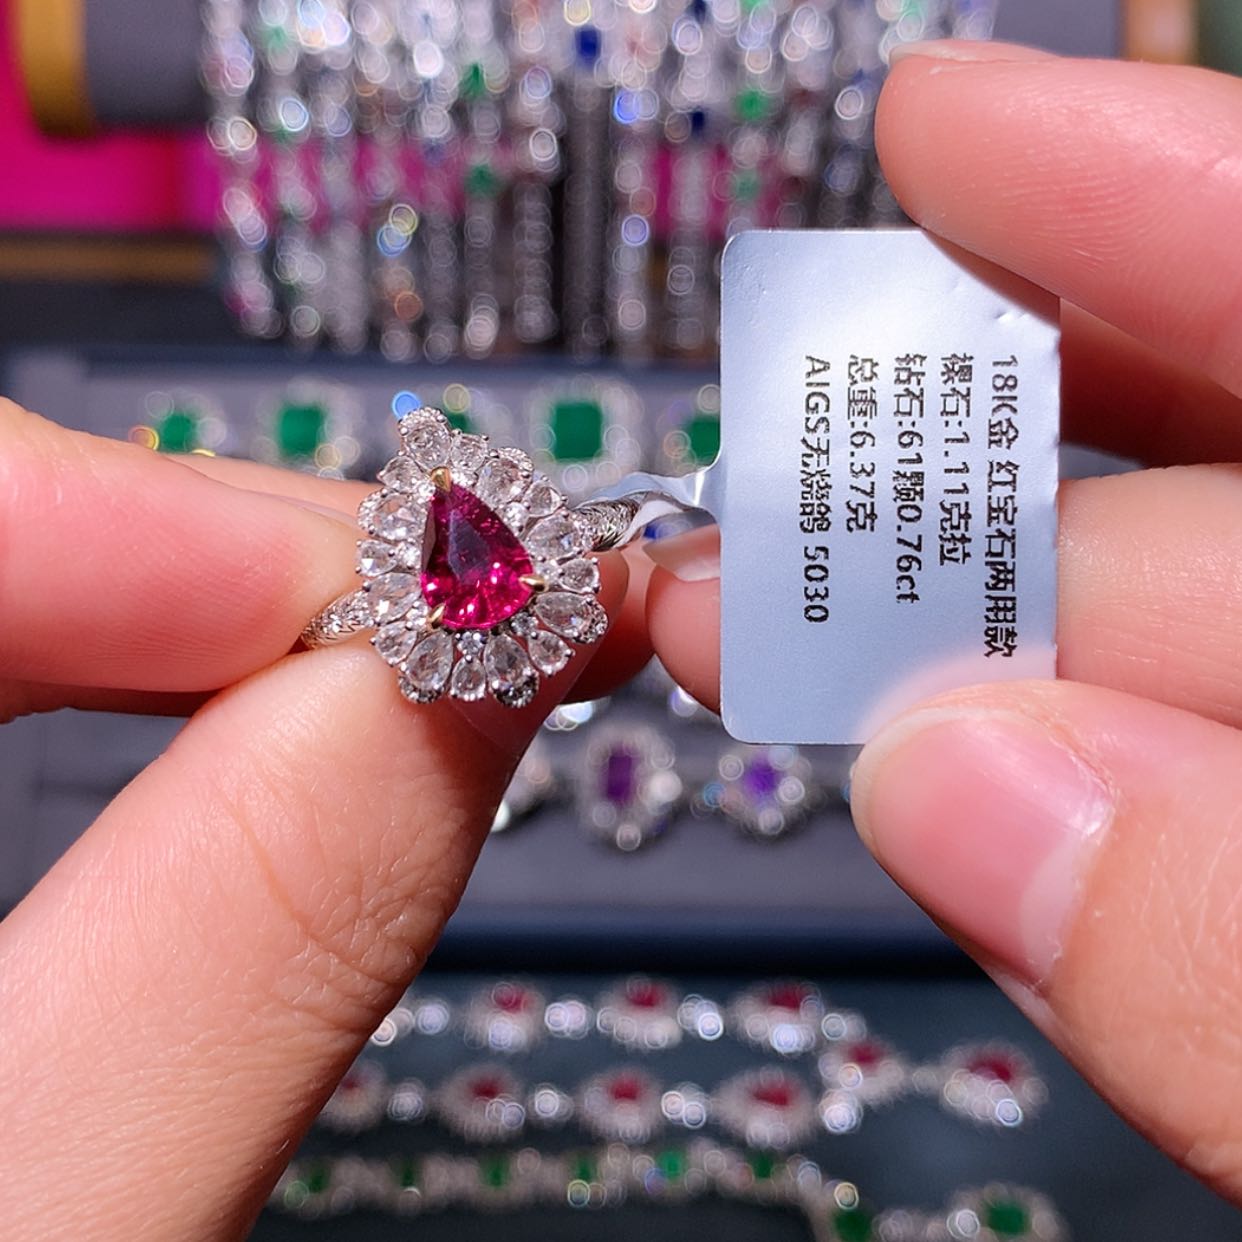 18K金 红宝石两用款
裸石:1.11克拉
钻石:61颗0.76ct
总重:6.37克
AIGS无烧鸽 5030